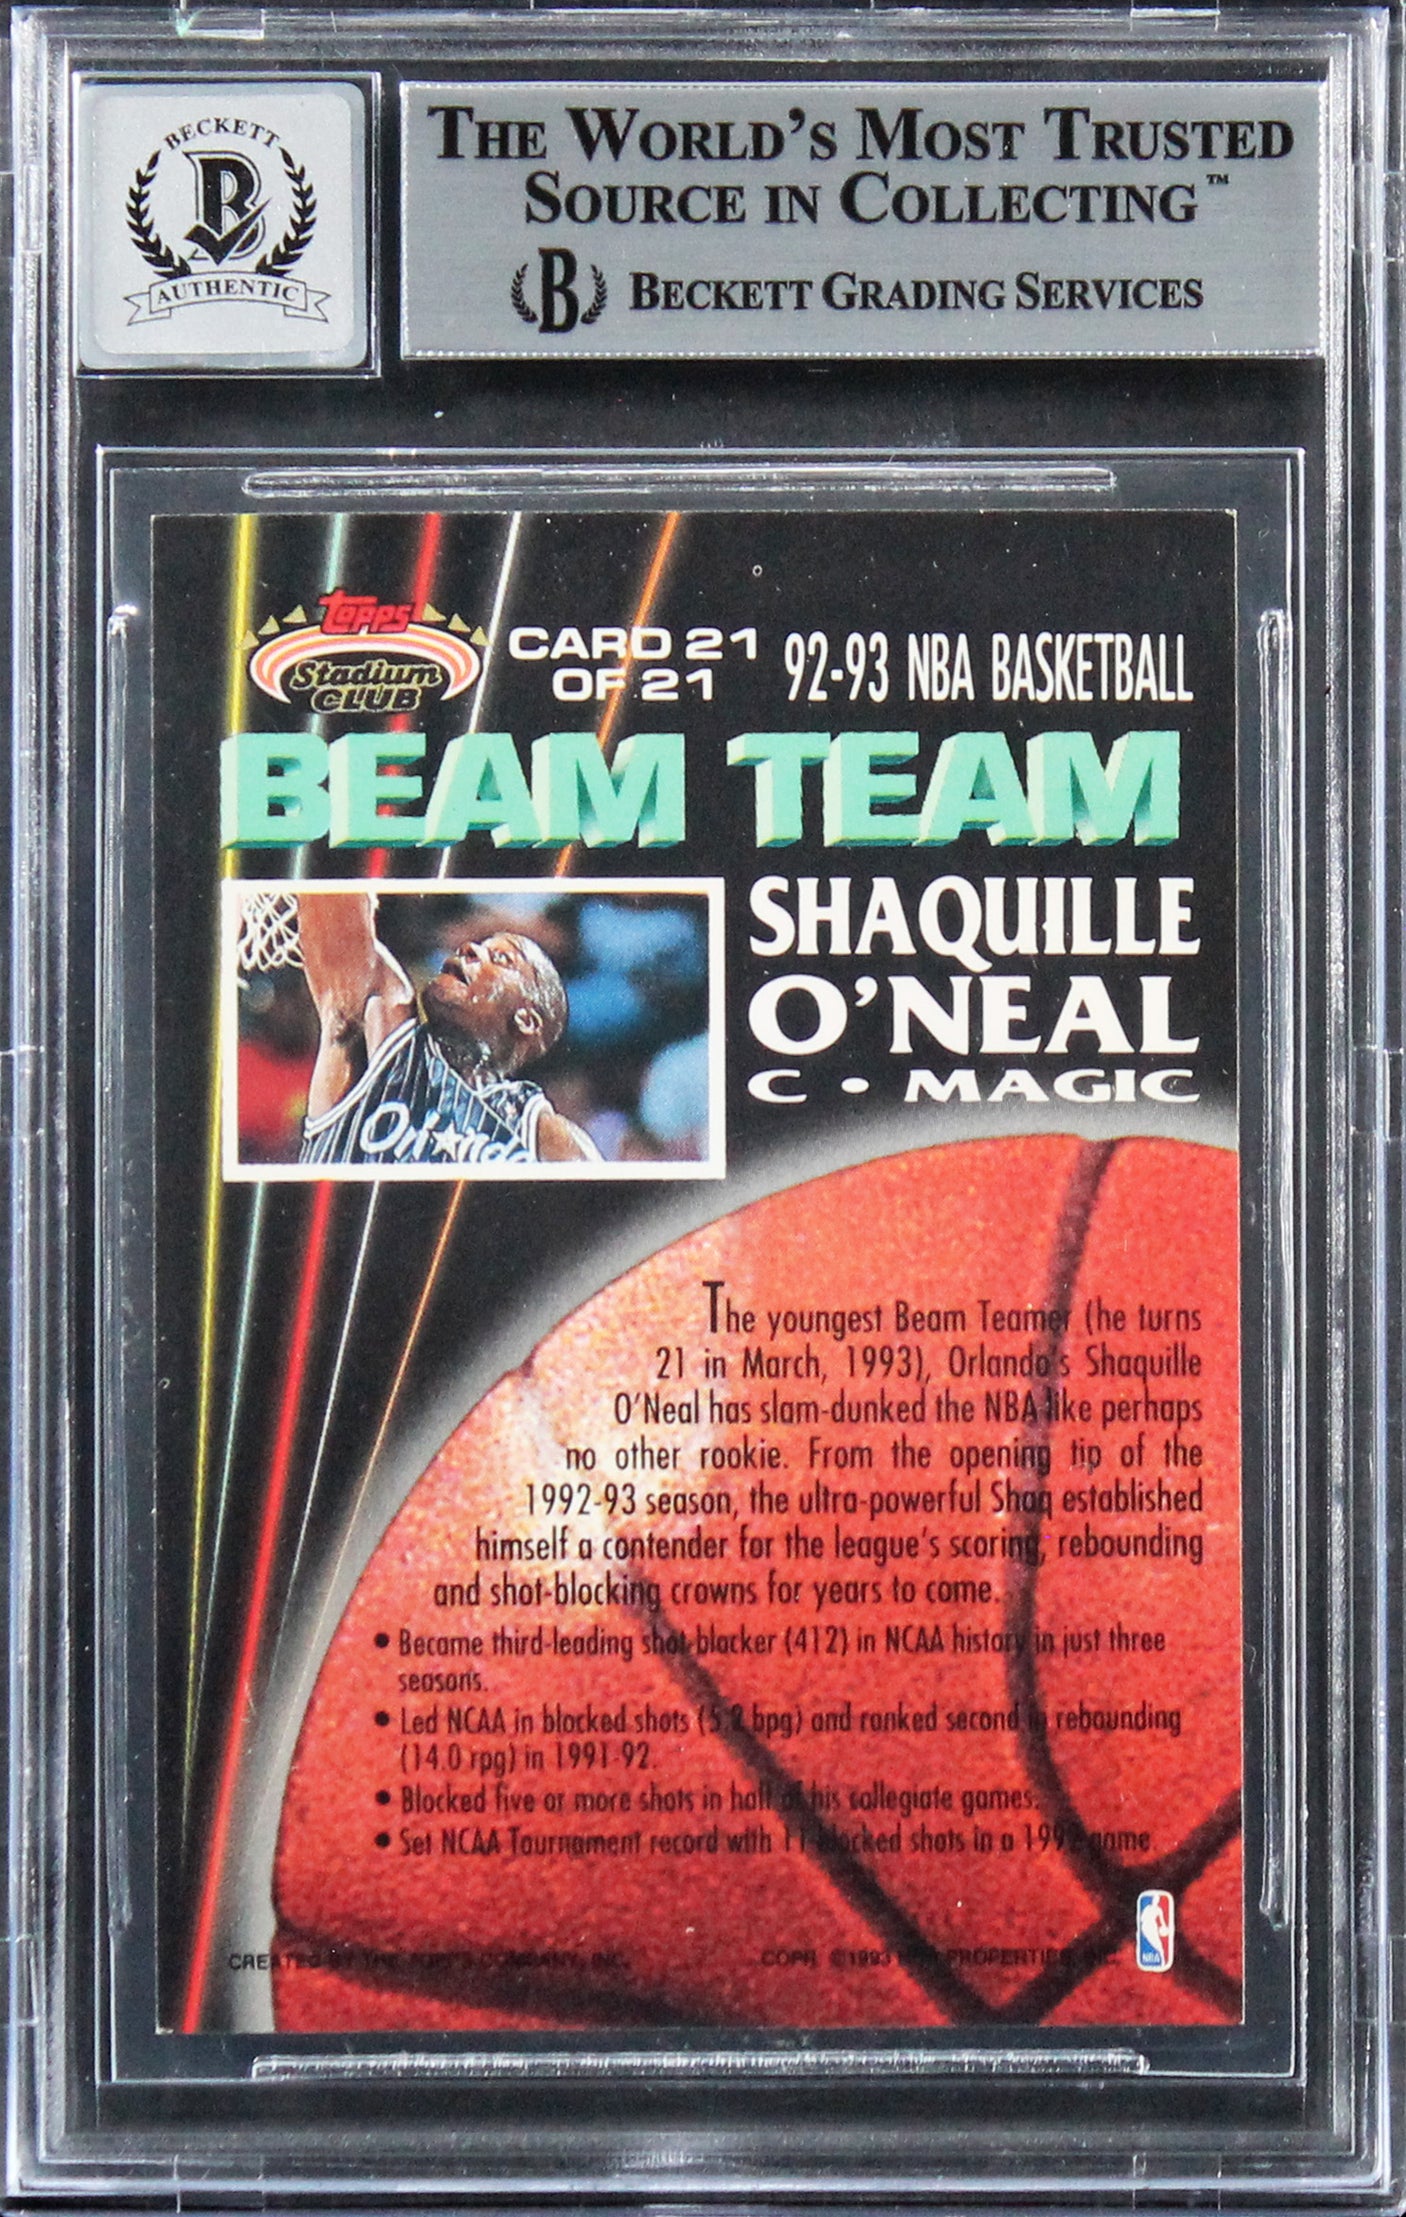 BECKETT
B
AUTHENTIC
THE WORLD'S MOST TRUSTED
SOURCE IN COLLECTING™
B BECKETT GRADING SERVICES
Topps
Stadium
CLUB
CARD 21
OF 21
92-93 NBA BASKETBALL
BEAM TEAM
SHAQUILLE
O'NEAL
C • MAGIC
Orlando
The youngest Beam Teamer (he turns
21 in March, 1993), Orlando's Shaquille
O'Neal has slam-dunked the NBA like perhaps
no other rookie. From the opening tip of the
1992-93 season, the ultra-powerful Shaq established
himself a contender for the league's scoring, rebounding
and shot-blocking crowns for years to come.
• Became third-leading shot-blocker (412) in NCAA history in just three
seasons.
• Led NCAA in blocked shots (5.2 bpg) and ranked second in rebounding
(14.0 rpg) in 1991-92.
• Blocked five or more shots in half of his collegiate games.
• Set NCAA Tournament record with 11 blocked shots in a 1992 game.
CREATED BY THE TOPPS COMPANY, INC.
COPR. ©1993 NBA PROPERTIES, INC.
NBA